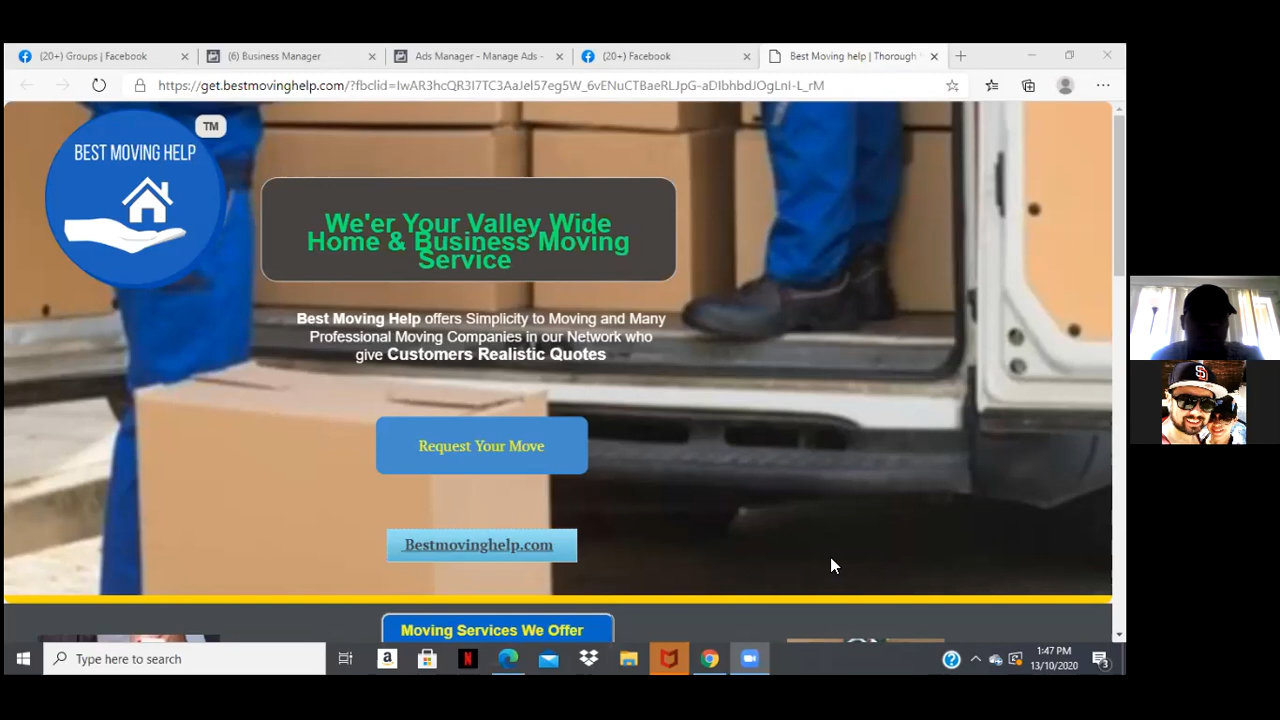 (20+) Groups | Facebook
(6) Business Manager
Ads Manager - Manage Ads -
(20+) Facebook
Best Moving help | Thorough
https://get.bestmovinghelp.com/?fbclid=IwAR3hcQR3I7TC3AaJeI57eg5W_6vENuCTBaeRLJpG-aDIbhbdJOgLnI-L_rM
TM
BEST MOVING HELP
We'er Your Valley Wide
Home & Business Moving
Service
Best Moving Help offers Simplicity to Moving and Many
Professional Moving Companies in our Network who
give Customers Realistic Quotes
Request Your Move
Bestmovinghelp.com
Moving Services We Offer
Type here to search
1:47 PM
13/10/2020
3